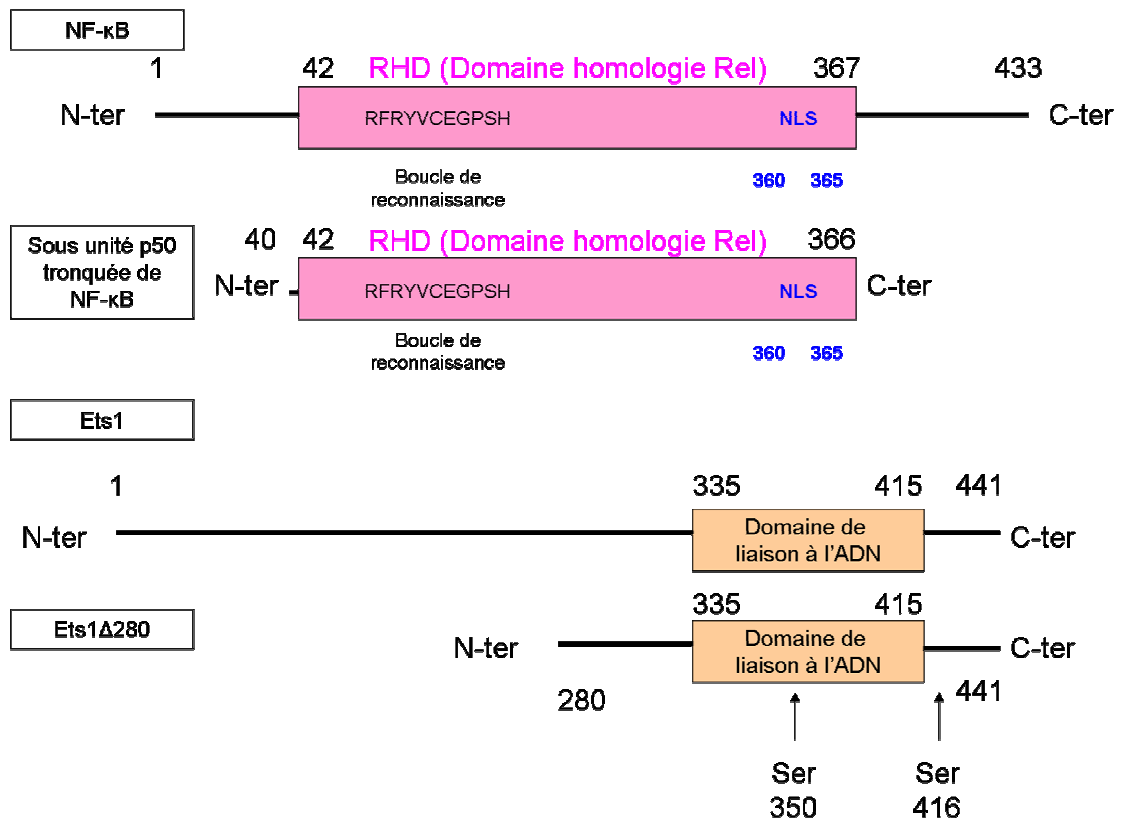 NF-κB
1
42
RHD (Domaine homologie Rel)
367
433
N-ter
RFRYVCEGPSH
NLS
C-ter
Boucle de
reconnaissance
360
365
Sous unité p50
tronquée de
NF-κB
40
42
RHD (Domaine homologie Rel)
366
N-ter
RFRYVCEGPSH
NLS
C-ter
Boucle de
reconnaissance
360
365
Ets1
1
335
415
441
N-ter
Domaine de
liaison à l'ADN
C-ter
Ets1Δ280
335
415
N-ter
Domaine de
liaison à l'ADN
C-ter
280
441
Ser
350
Ser
416